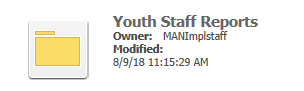 Youth Staff Reports
Owner: MANImplstaff
Modified:
8/9/18 11:15:29 AM